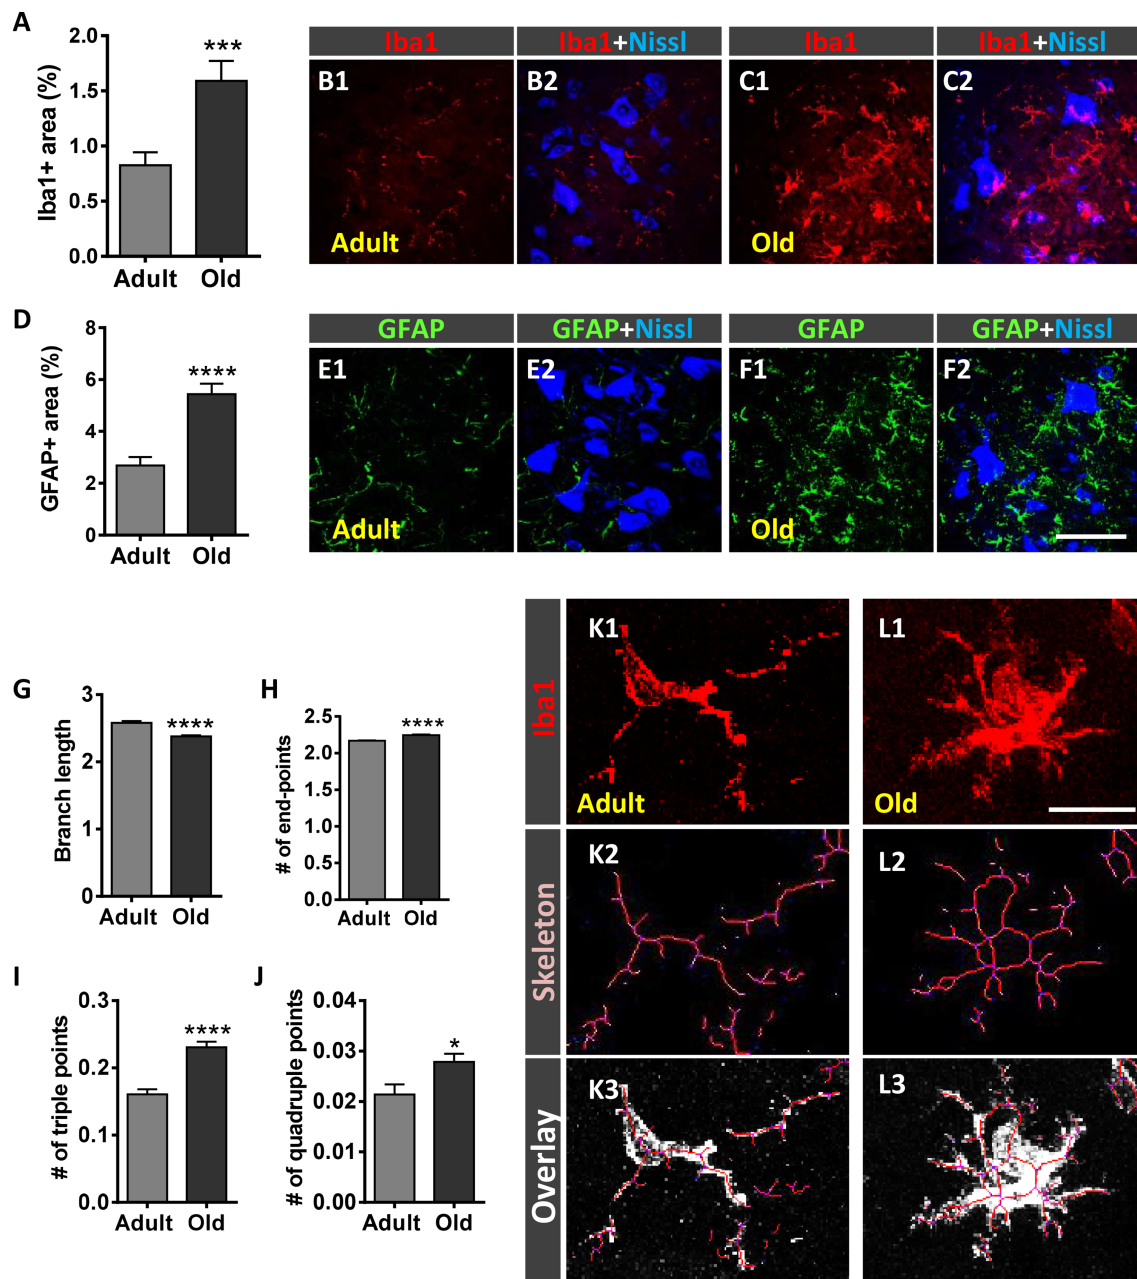 A
Iba1+ area (%)
2.0
1.5
1.0
0.5
0.0
***
Adult Old
Iba1 Iba1+Nissl Iba1 Iba1+Nissl
B1 B2 C1 C2
Adult Old
D
GFAP+ area (%)
8
6
4
2
0
****
Adult Old
GFAP GFAP+Nissl GFAP GFAP+Nissl
E1 E2 F1 F2
Adult Old
G
Branch length
3
2
1
0
****
Adult Old
H
# of end-points
2.5
2.0
1.5
1.0
0.5
0.0
****
Adult Old
I
# of triple points
0.3
0.2
0.1
0.0
****
Adult Old
J
# of quadruple points
0.04
0.03
0.02
0.01
0.00
*
Adult Old
Iba1
K1 L1
Adult Old
Skeleton
K2 L2
Overlay
K3 L3